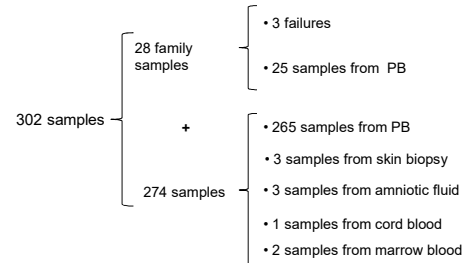 302 samples
28 family
samples
• 3 failures
• 25 samples from PB
+
274 samples
• 265 samples from PB
• 3 samples from skin biopsy
• 3 samples from amniotic fluid
• 1 samples from cord blood
• 2 samples from marrow blood